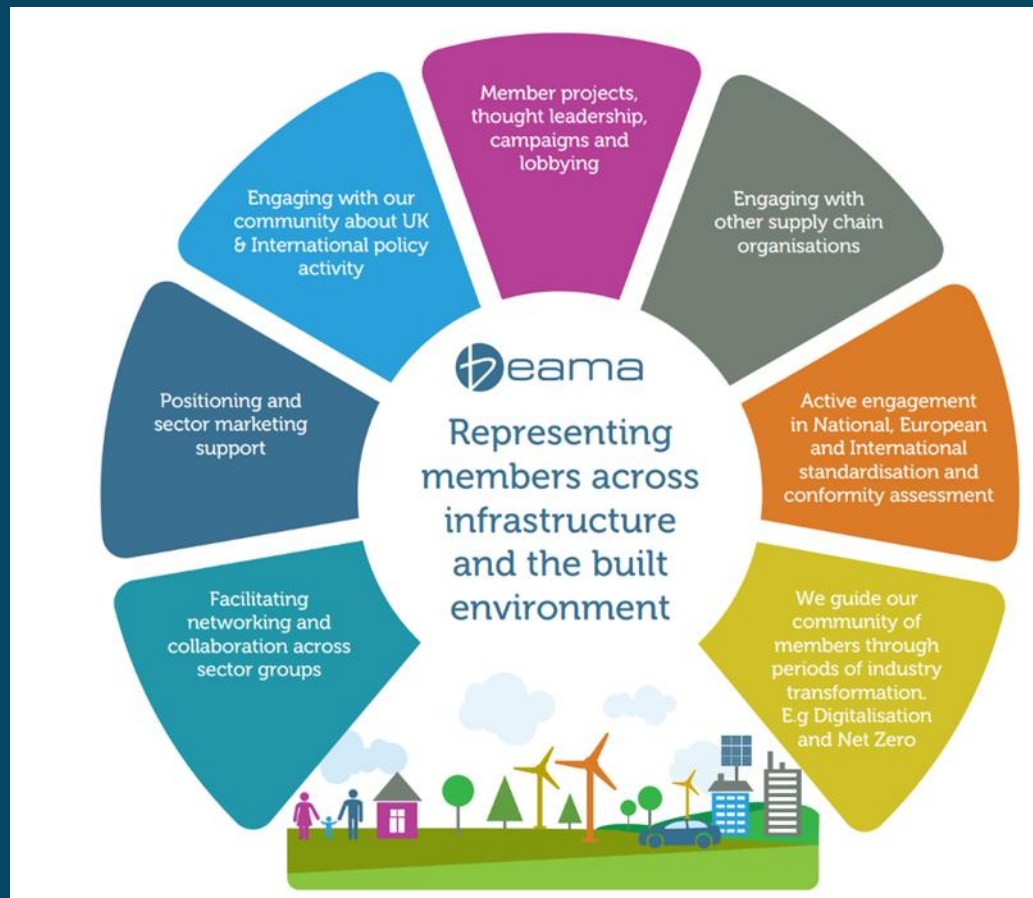 Member projects,
thought leadership,
campaigns and
lobbying
Engaging with our
community about UK
& International policy
activity
Engaging with
other supply chain
organisations
Positioning and
sector marketing
support
beama
Representing
members across
infrastructure
and the built
environment
Active engagement
in National, European
and International
standardisation and
conformity assessment
Facilitating
networking and
collaboration across
sector groups
We guide our
community of
members through
periods of industry
transformation.
E.g Digitalisation
and Net Zero